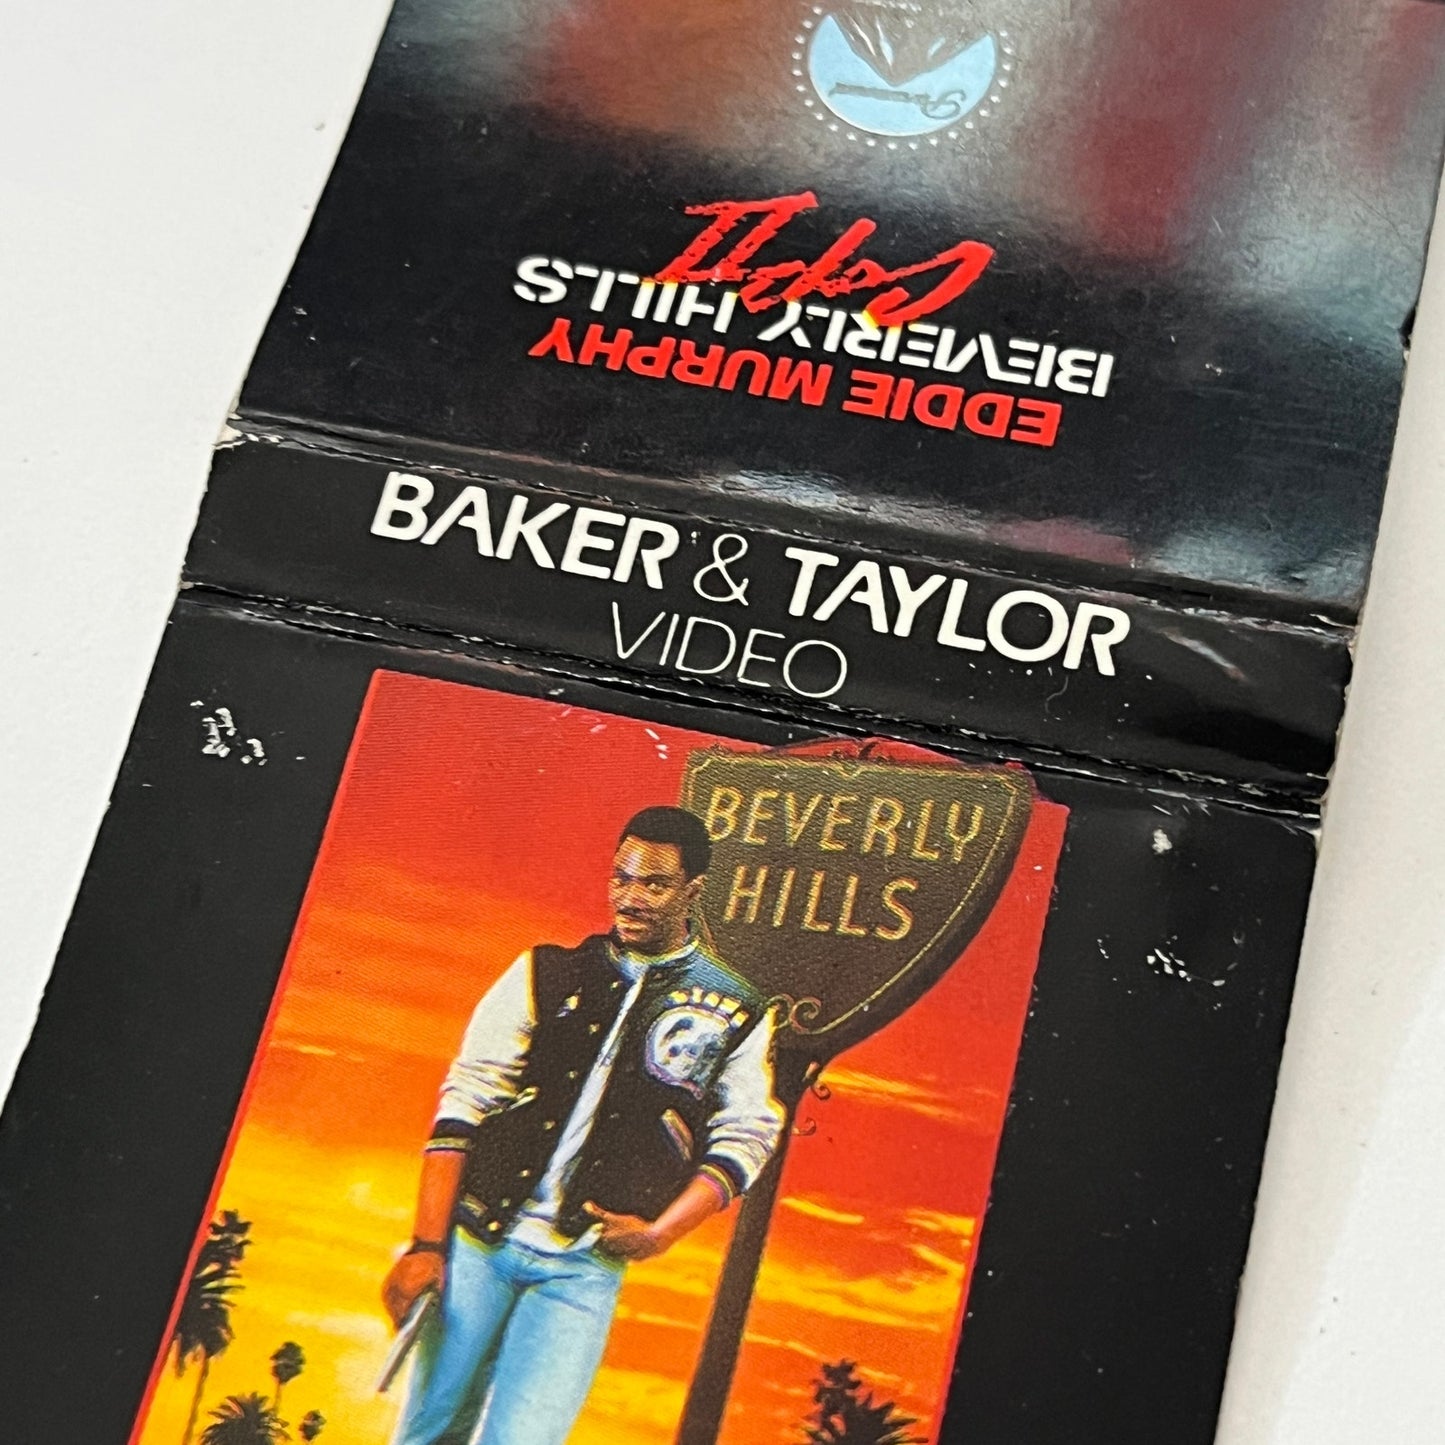 EDDIE MURPHY
BEVERLY HILLS
Cop II
BAKER & TAYLOR
VIDEO
BEVERLY
HILLS